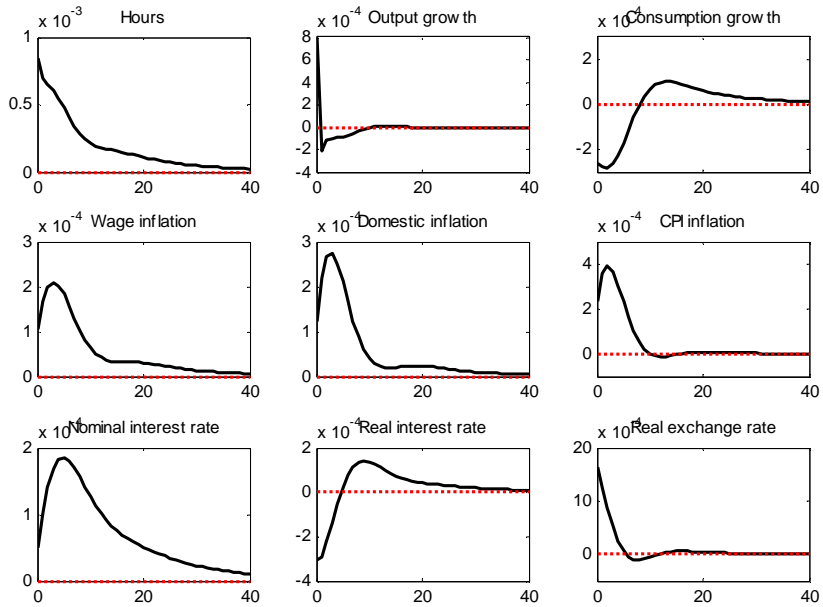 x 10^-3 Hours
1
0.5
0
0 20 40
x 10^-4 Output growth
8
6
4
2
0
-2
-4
0 20 40
x 10^-4 Consumption growth
2
0
-2
0 20 40
x 10^-4 Wage inflation
3
2
1
0
0 20 40
x 10^-4 Domestic inflation
3
2
1
0
0 20 40
x 10^-4 CPI inflation
4
2
0
0 20 40
x 10^-4 Nominal interest rate
2
1
0
0 20 40
x 10^-4 Real interest rate
2
0
-2
-4
0 20 40
x 10^-4 Real exchange rate
20
10
0
0 20 40